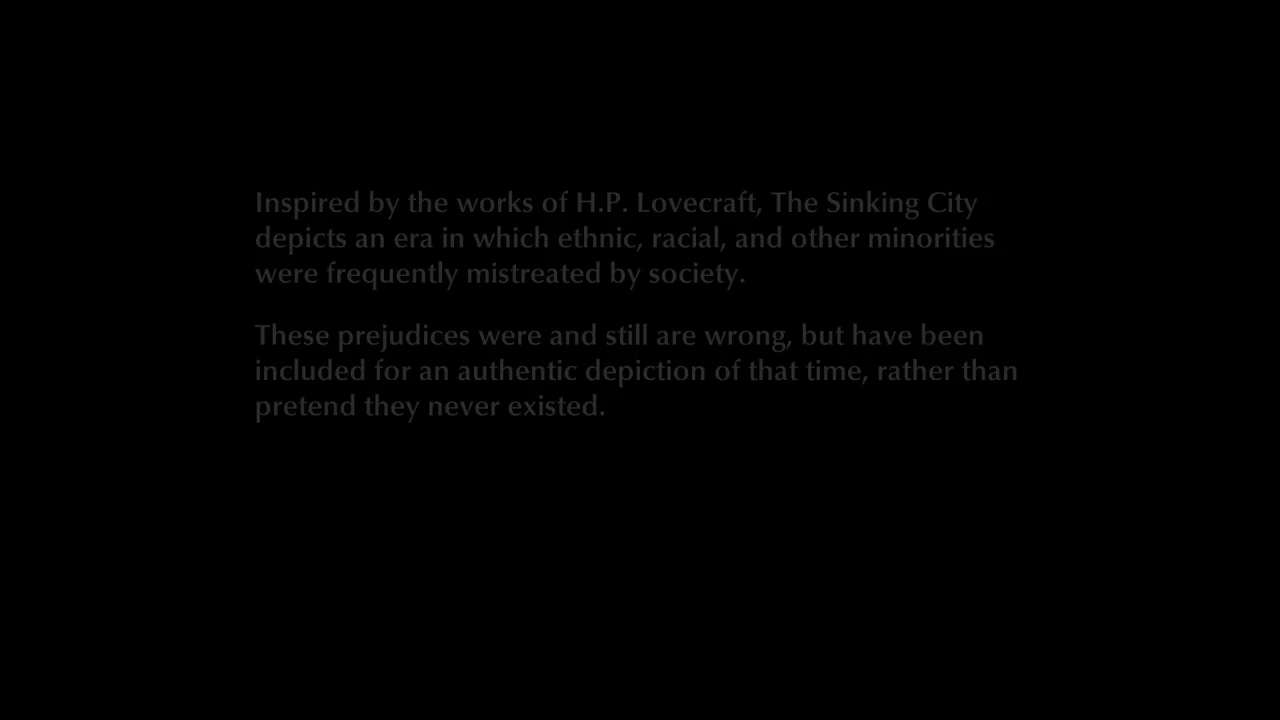 Inspired by the works of H.P. Lovecraft, The Sinking City
depicts an era in which ethnic, racial, and other minorities
were frequently mistreated by society.
These prejudices were and still are wrong, but have been
included for an authentic depiction of that time, rather than
pretend they never existed.